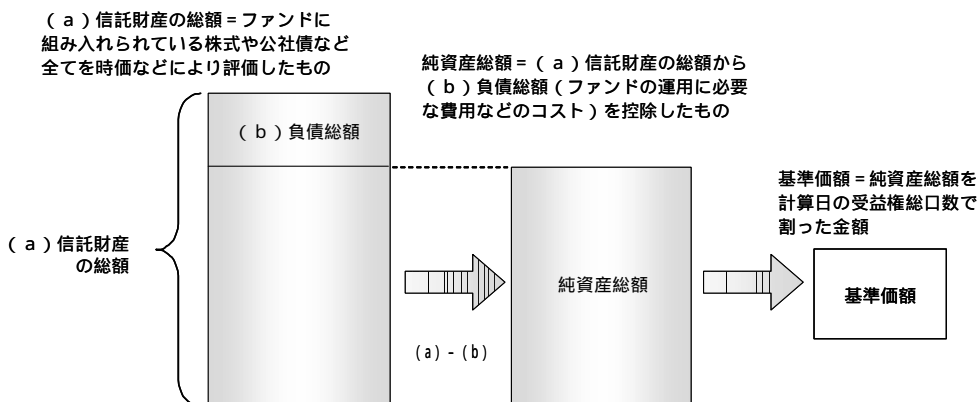 (a)信託財産の総額=ファンドに
組み入れられている株式や公社債など
全てを時価などにより評価したもの
純資産総額=(a)信託財産の総額から
(b)負債総額(ファンドの運用に必要
な費用などのコスト)を控除したもの
(b)負債総額
基準価額=純資産総額を
計算日の受益権総口数で
割った金額
(a)信託財産
の総額
純資産総額
基準価額
(a)-(b)